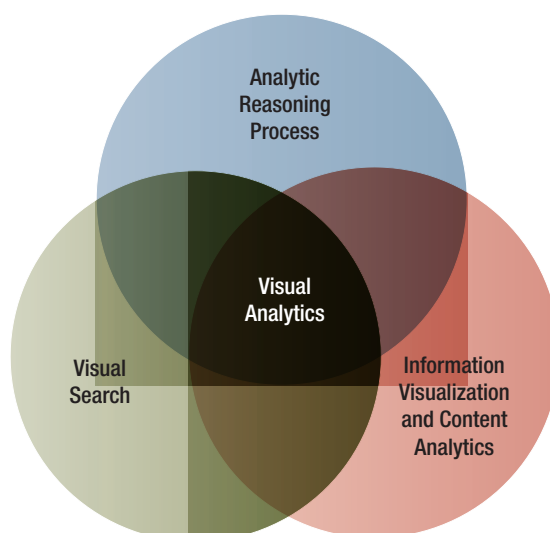 Analytic
Reasoning
Process
Visual
Analytics
Visual
Search
Information
Visualization
and Content
Analytics